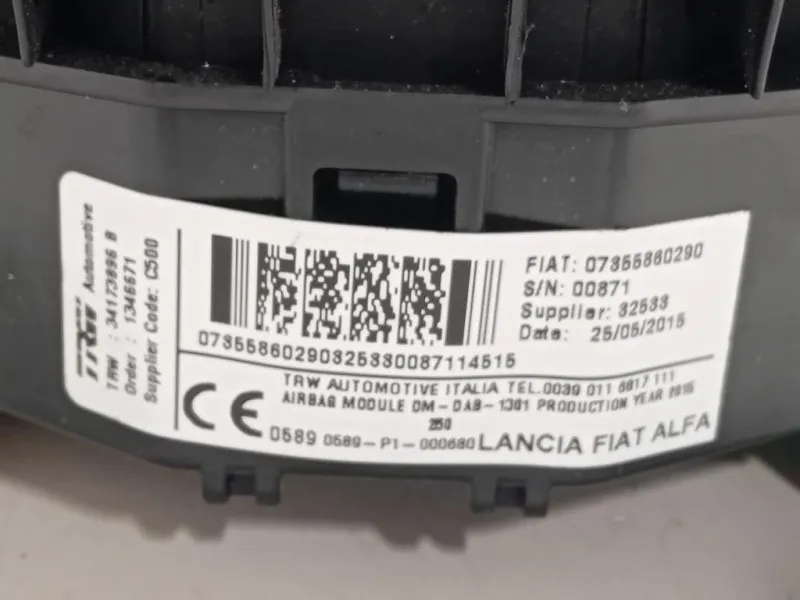 TRW Automotive
TRW : 34173896 B
Order : 1346671
Supplier Code: C500
FIAT: 07355860290
S/N: 00871
Supplier: 32533
Date: 25/05/2015
07355860290325330087114515
TRW AUTOMOTIVE ITALIA TEL.0039 011 6817 111
AIRBAG MODULE DM-DAB-1301 PRODUCTION YEAR 2015
250
CE 0589 0589-P1-000680 LANCIA FIAT ALFA